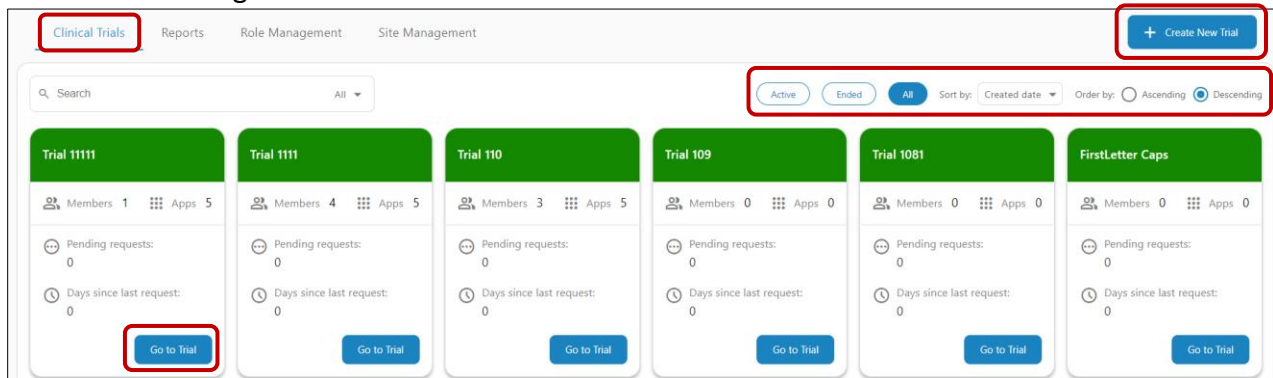 Clinical Trials Reports Role Management Site Management + Create New Trial
Search All Active Ended All Sort by: Created date Order by: Ascending Descending
Trial 11111 Trial 1111 Trial 110 Trial 109 Trial 1081 FirstLetter Caps
Members 1 Apps 5 Members 4 Apps 5 Members 3 Apps 5 Members 0 Apps 0 Members 0 Apps 0 Members 0 Apps 0
Pending requests: Pending requests: Pending requests: Pending requests: Pending requests: Pending requests:
0 0 0 0 0 0
Days since last request: Days since last request: Days since last request: Days since last request: Days since last request: Days since last request:
0 0 0 0 0 0
Go to Trial Go to Trial Go to Trial Go to Trial Go to Trial Go to Trial